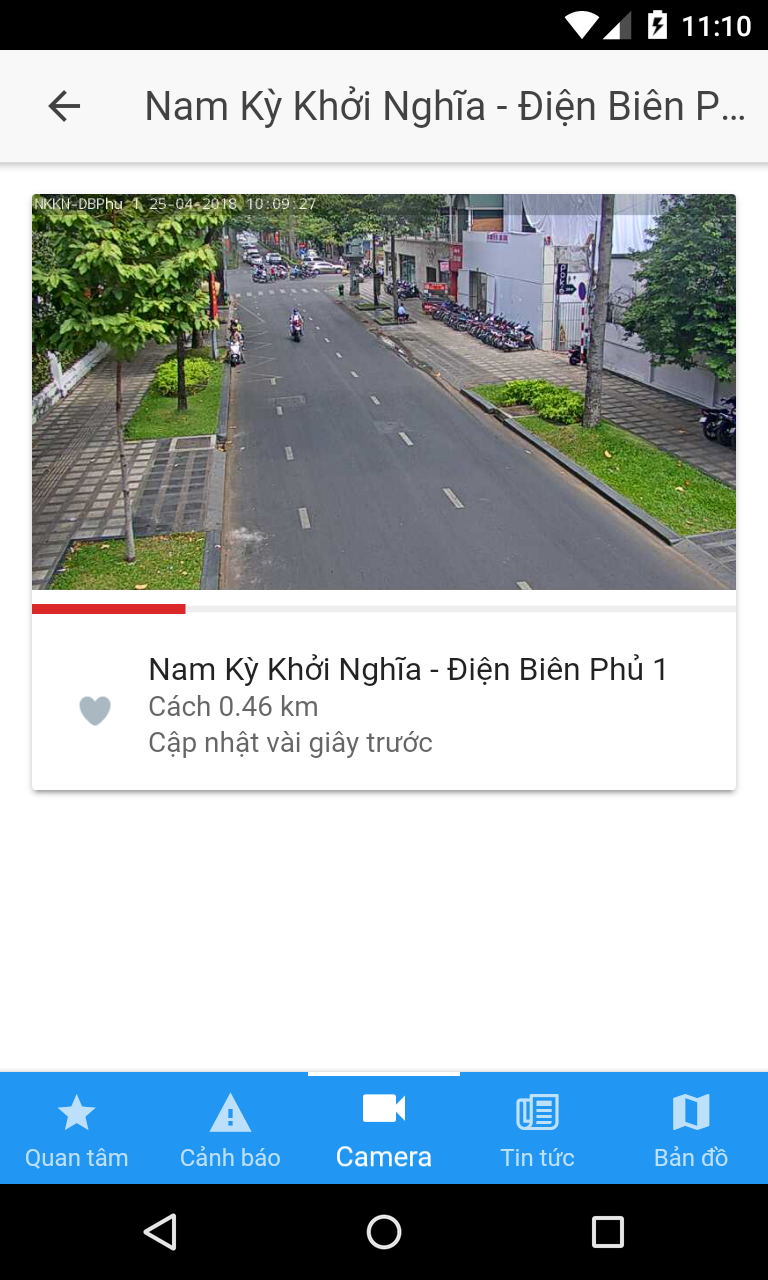 11:10
Nam Kỳ Khởi Nghĩa - Điện Biên P...
NKKN-DBPhu 1 25-04-2018 10:09:27
Nam Kỳ Khởi Nghĩa - Điện Biên Phủ 1
Cách 0.46 km
Cập nhật vài giây trước
Quan tâm
Cảnh báo
Camera
Tin tức
Bản đồ